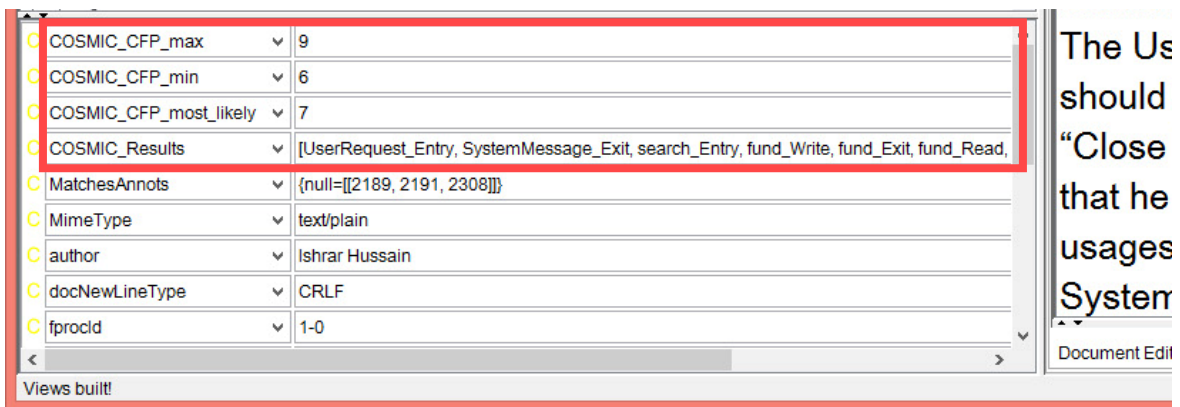 C COSMIC_CFP_max 9
C COSMIC_CFP_min 6
C COSMIC_CFP_most_likely 7
C COSMIC_Results [UserRequest_Entry, SystemMessage_Exit, search_Entry, fund_Write, fund_Exit, fund_Read,
C MatchesAnnots {null=[[2189, 2191, 2308]]}
C MimeType text/plain
C author Ishrar Hussain
C docNewLineType CRLF
C fprocId 1-0
Views built!
The Us
should
“Close
that he
usages
System
Document Edit